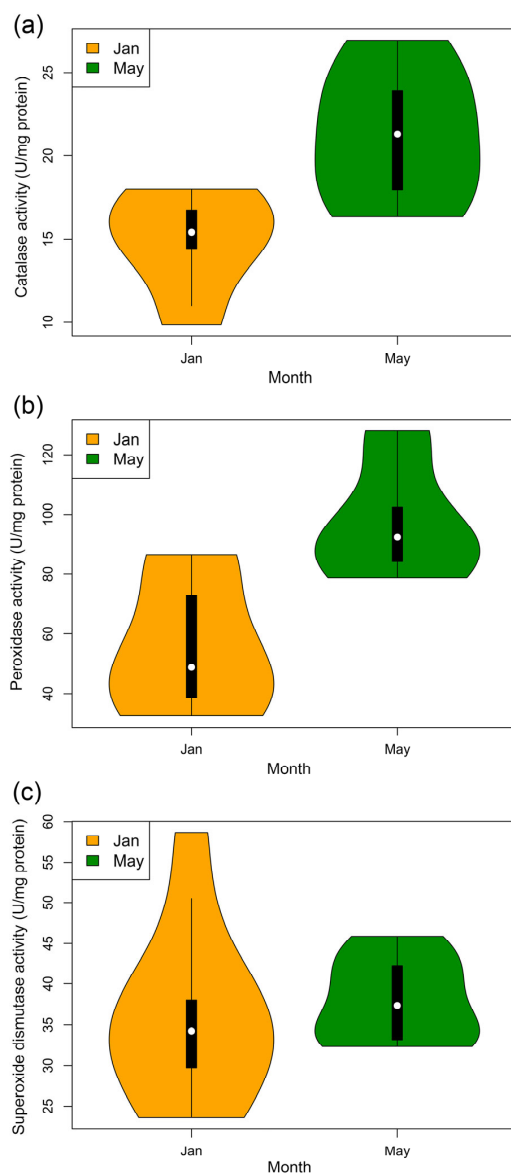 (a)
Jan
May
Catalase activity (U/mg protein)
25
20
15
10
Jan May
Month
(b)
Jan
May
Peroxidase activity (U/mg protein)
120
100
80
60
40
Jan May
Month
(c)
Jan
May
Superoxide dismutase activity (U/mg protein)
60
55
50
45
40
35
30
25
Jan May
Month